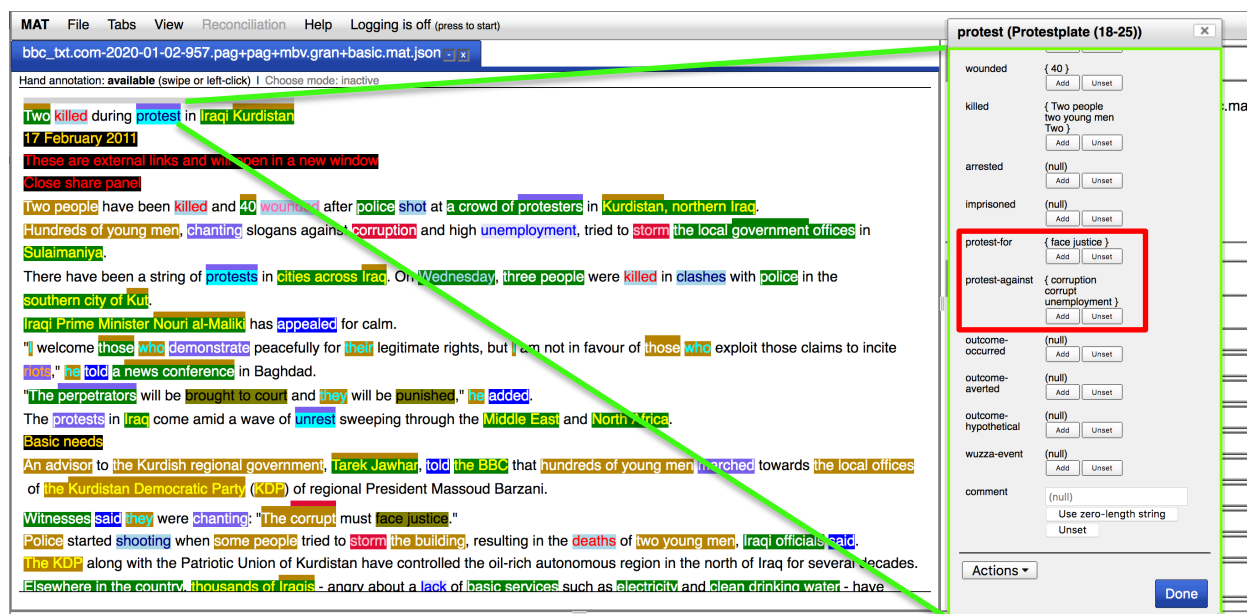 MAT File Tabs View Reconciliation Help Logging is off (press to start)
bbc_txt.com-2020-01-02-957.pag+pag+mbv.gran+basic.mat.json - x
Hand annotation: available (swipe or left-click) | Choose mode: inactive
Two killed during protest in Iraqi Kurdistan
17 February 2011
These are external links and will open in a new window
Close share panel
Two people have been killed and 40 wounded after police shot at a crowd of protesters in Kurdistan, northern Iraq.
Hundreds of young men, chanting slogans against corruption and high unemployment, tried to storm the local government offices in
Sulaimaniya.
There have been a string of protests in cities across Iraq. On Wednesday, three people were killed in clashes with police in the
southern city of Kut.
Iraqi Prime Minister Nouri al-Maliki has appealed for calm.
"I welcome those who demonstrate peacefully for their legitimate rights, but I am not in favour of those who exploit those claims to incite
riots," he told a news conference in Baghdad.
"The perpetrators will be brought to court and they will be punished," he added.
The protests in Iraq come amid a wave of unrest sweeping through the Middle East and North Africa.
Basic needs
An advisor to the Kurdish regional government, Tarek Jawhar, told the BBC that hundreds of young men marched towards the local offices
of the Kurdistan Democratic Party (KDP) of regional President Massoud Barzani.
Witnesses said they were chanting: "The corrupt must face justice."
Police started shooting when some people tried to storm the building, resulting in the deaths of two young men, Iraqi officials said.
The KDP along with the Patriotic Union of Kurdistan have controlled the oil-rich autonomous region in the north of Iraq for several decades.
Elsewhere in the country, thousands of Iraqis - angry about a lack of basic services such as electricity and clean drinking water - have
protest (Protestplate (18-25)) ×
Add Unset
wounded { 40 }
Add Unset
killed { Two people
two young men
Two }
Add Unset
arrested (null)
Add Unset
imprisoned (null)
Add Unset
protest-for { face justice }
Add Unset
protest-against { corruption
corrupt
unemployment }
Add Unset
outcome- (null)
occurred Add Unset
outcome- (null)
averted Add Unset
outcome- (null)
hypothetical Add Unset
wuzza-event (null)
Add Unset
comment (null)
Use zero-length string
Unset
Actions
Done